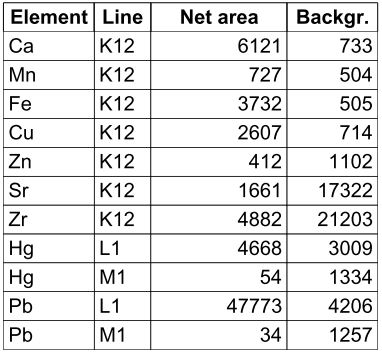 Element Line Net area Backgr.
Ca K12 6121 733
Mn K12 727 504
Fe K12 3732 505
Cu K12 2607 714
Zn K12 412 1102
Sr K12 1661 17322
Zr K12 4882 21203
Hg L1 4668 3009
Hg M1 54 1334
Pb L1 47773 4206
Pb M1 34 1257